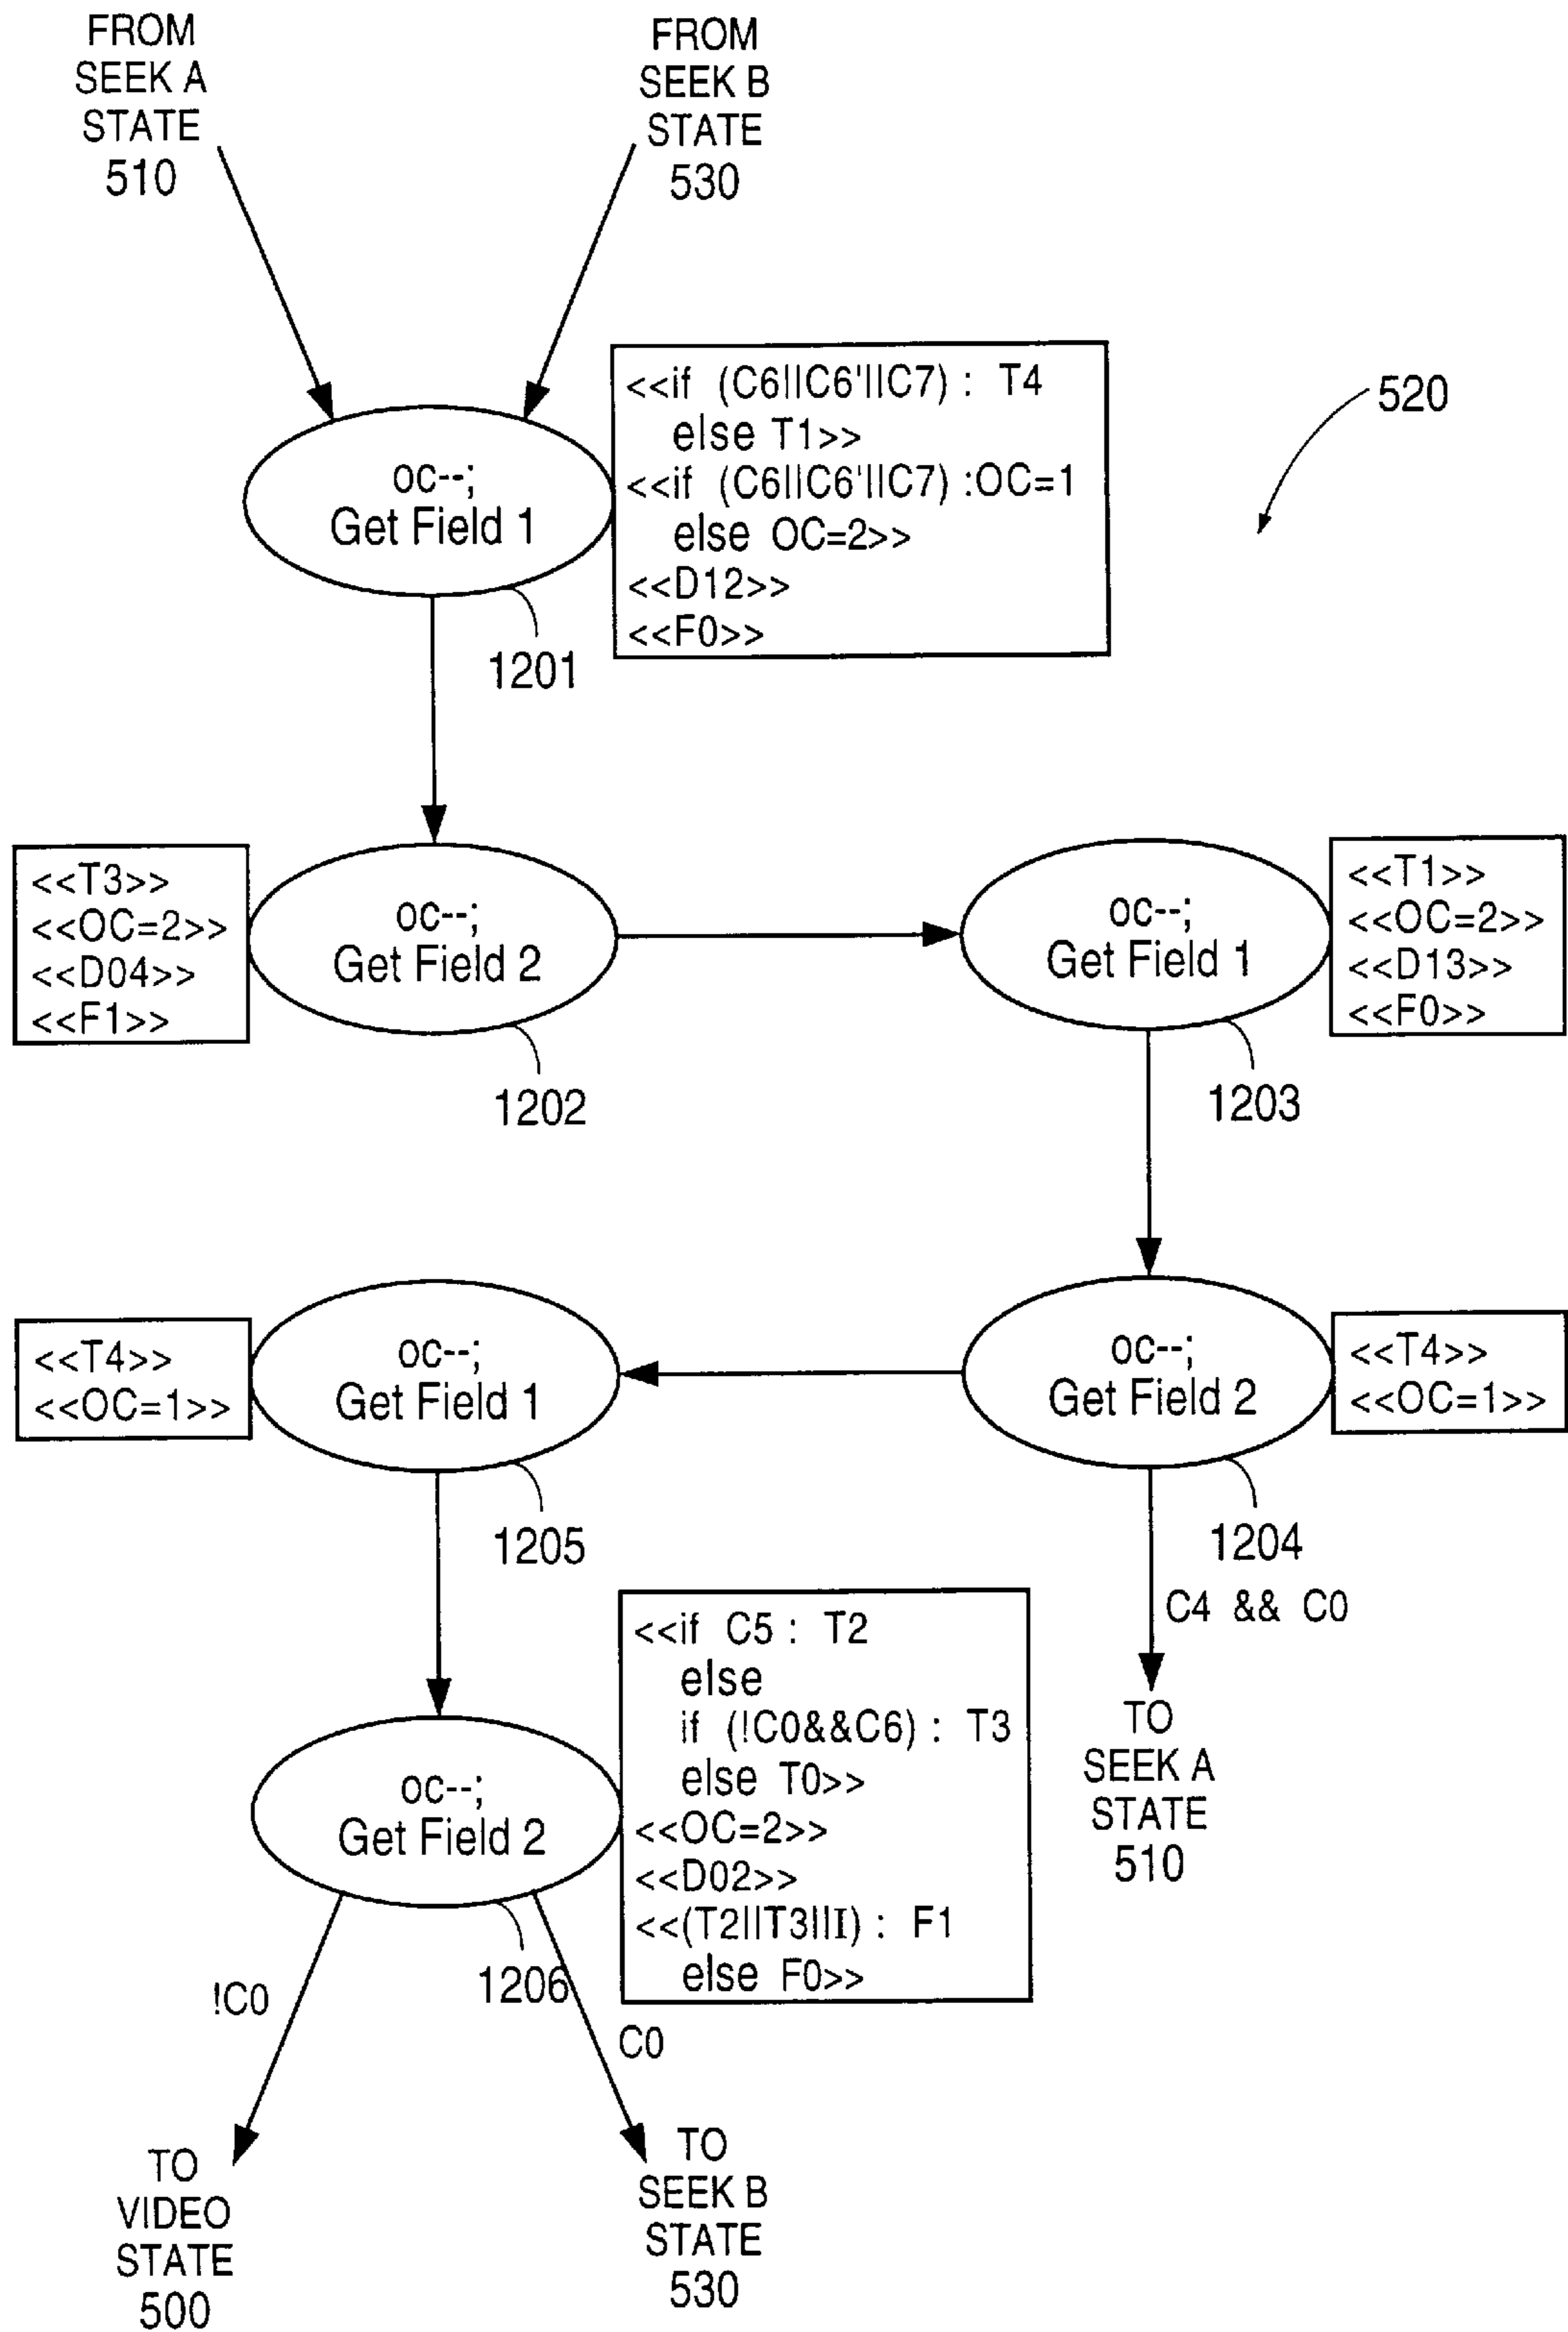 FROM
SEEK A
STATE
510
FROM
SEEK B
STATE
530
520
oc--;
Get Field 1
<<if (C6||C6'||C7) : T4
else T1>>
<<if (C6||C6'||C7) :OC=1
else OC=2>>
<<D12>>
<<F0>>
1201
<<T3>>
<<OC=2>>
<<D04>>
<<F1>>
oc--;
Get Field 2
1202
oc--;
Get Field 1
<<T1>>
<<OC=2>>
<<D13>>
<<F0>>
1203
<<T4>>
<<OC=1>>
oc--;
Get Field 1
1205
oc--;
Get Field 2
<<T4>>
<<OC=1>>
1204
C4 && C0
TO
SEEK A
STATE
510
oc--;
Get Field 2
<<if C5 : T2
else
if (!C0&&C6) : T3
else T0>>
<<OC=2>>
<<D02>>
<<(T2||T3||I) : F1
else F0>>
1206
!C0
C0
TO
VIDEO
STATE
500
TO
SEEK B
STATE
530